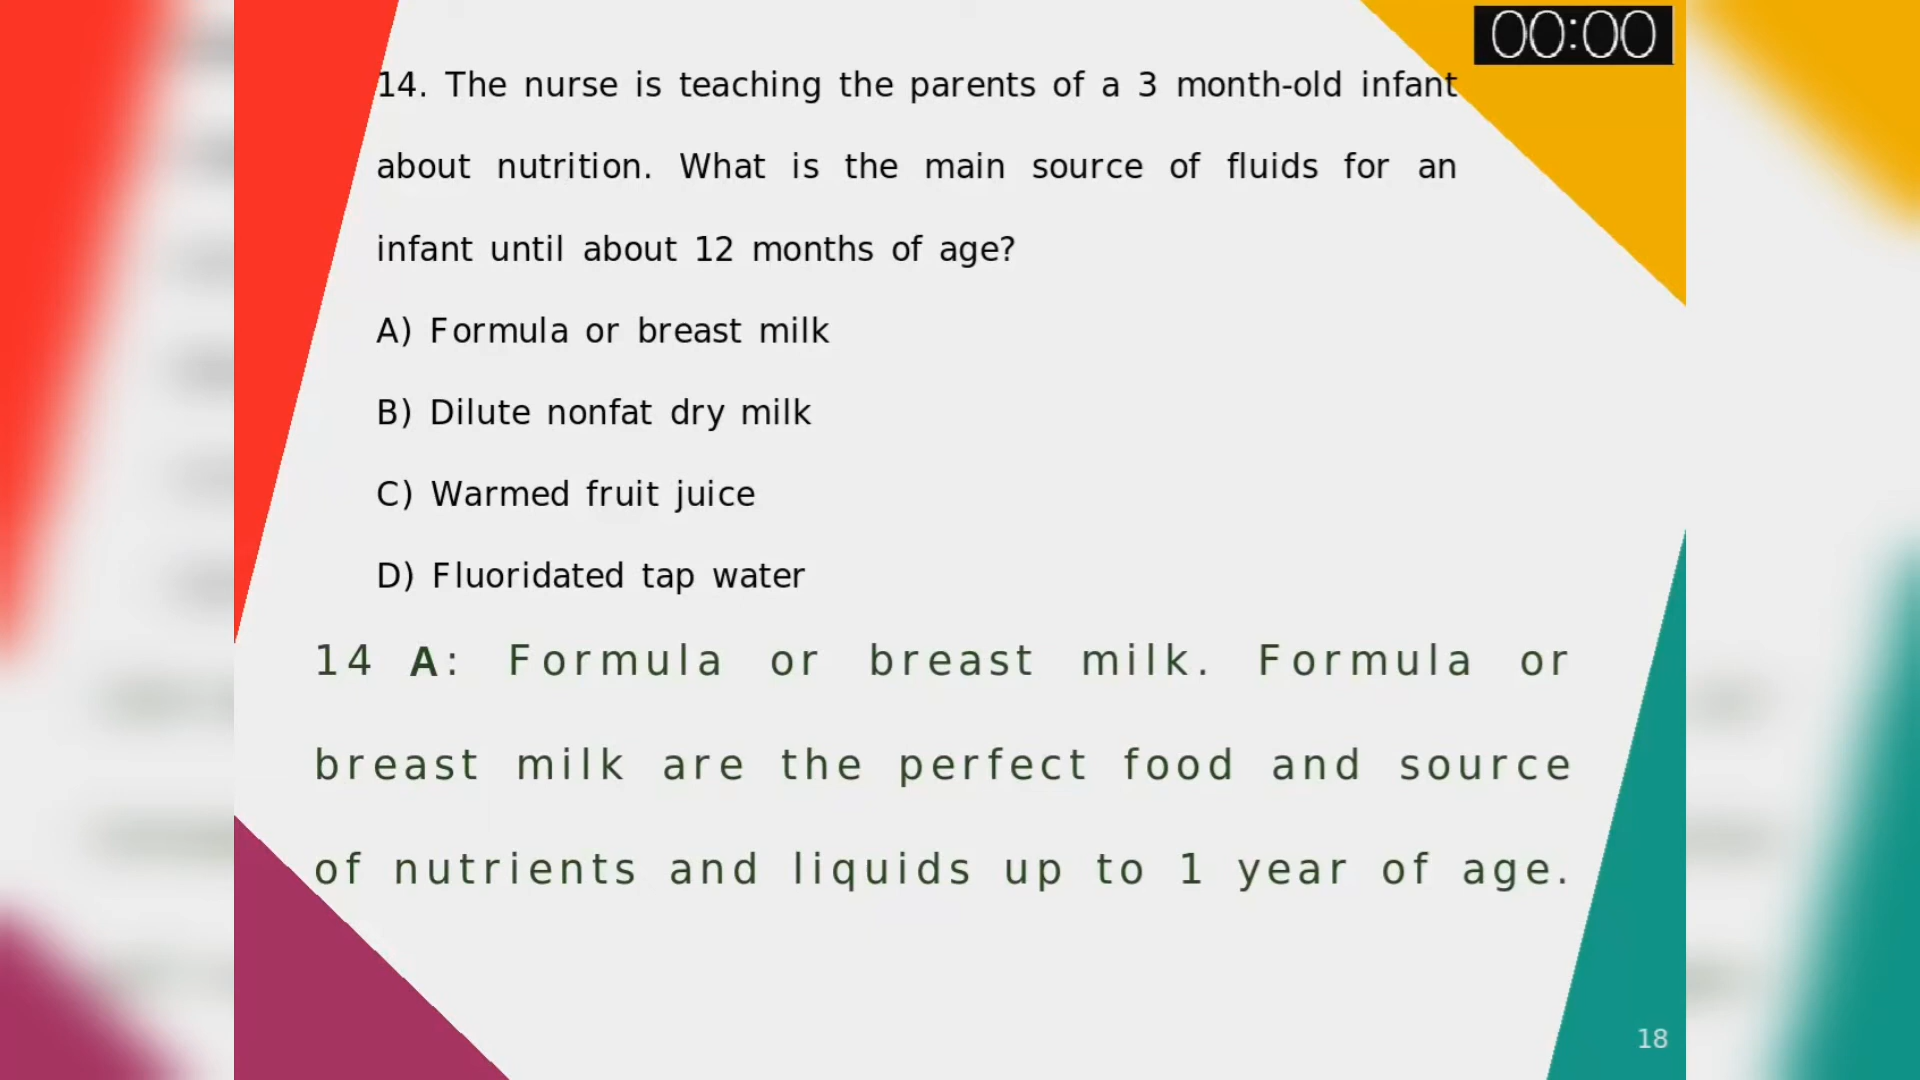 00:00
14. The nurse is teaching the parents of a 3 month-old infant
about nutrition. What is the main source of fluids for an
infant until about 12 months of age?
A) Formula or breast milk
B) Dilute nonfat dry milk
C) Warmed fruit juice
D) Fluoridated tap water
14 A: Formula or breast milk. Formula or
breast milk are the perfect food and source
of nutrients and liquids up to 1 year of age.
18